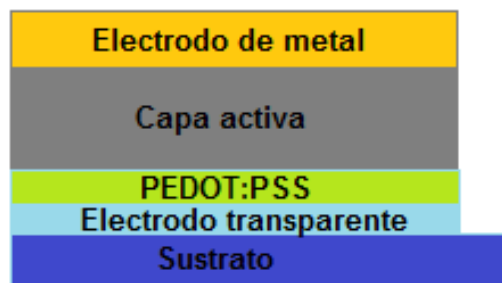 Electrodo de metal
Capa activa
PEDOT:PSS
Electrodo transparente
Sustrato